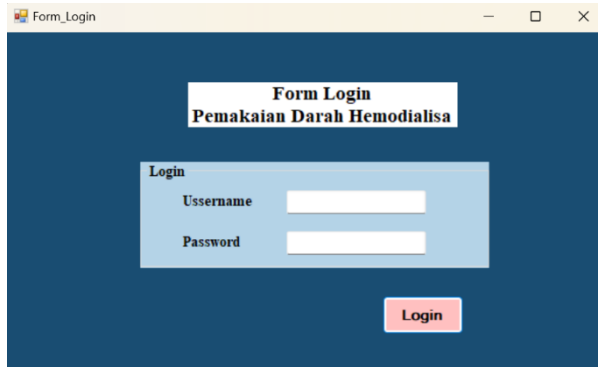 Form_Login
Form Login
Pemakaian Darah Hemodialisa
Login
Ussername
Password
Login